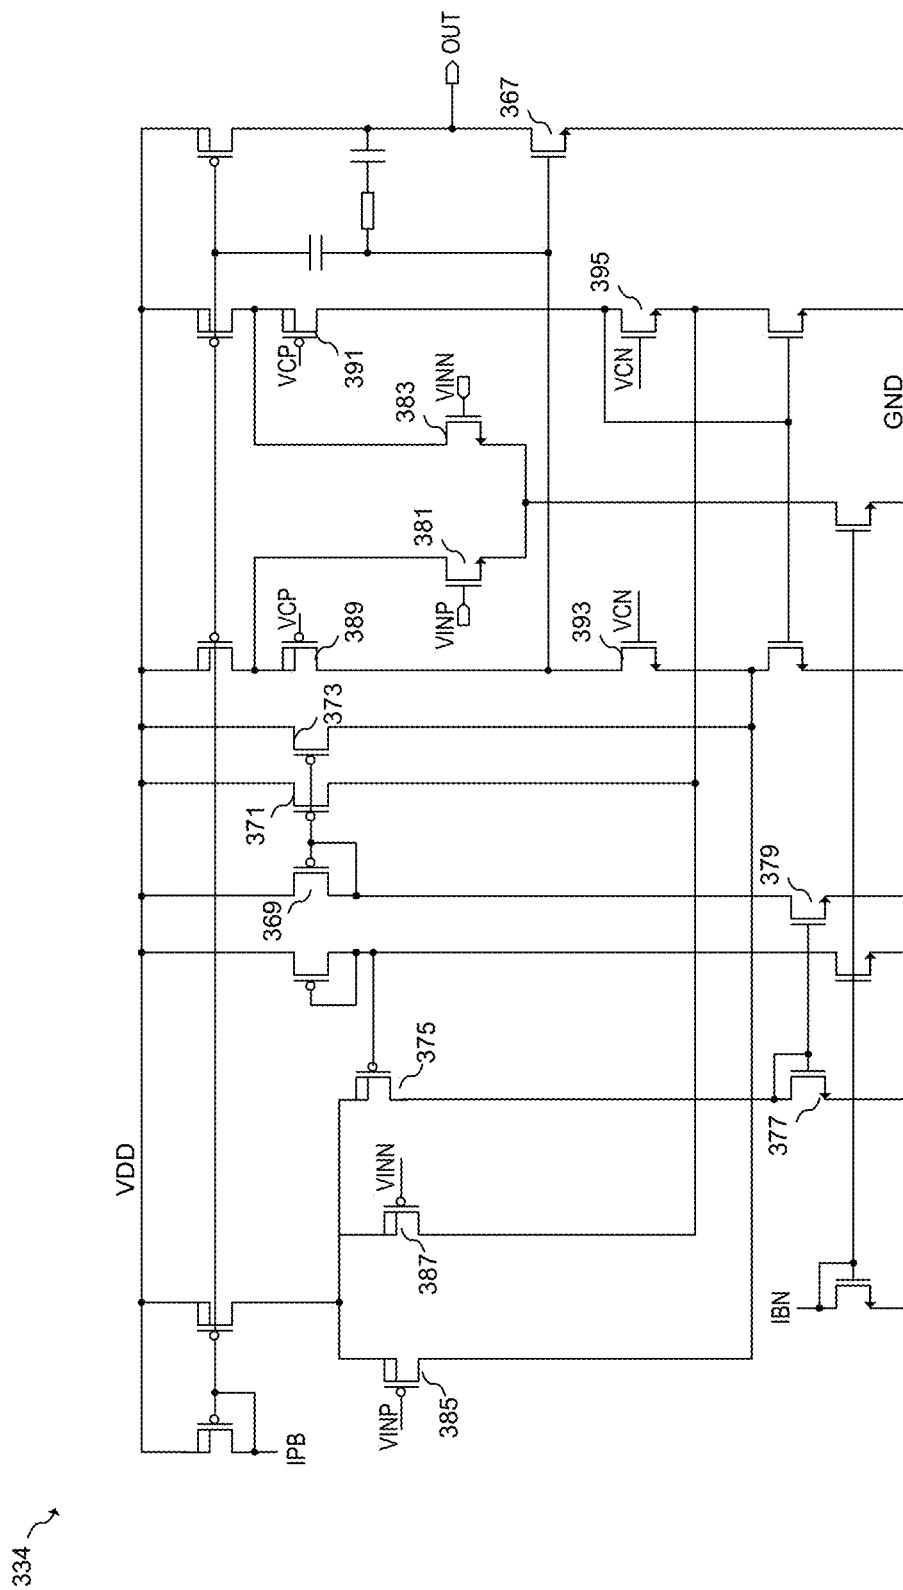 334
VDD
IPB
VINP
385
VINN
387
375
IBN
377
369
371
373
379
VCP
389
VCP
391
VINP
381
VINN
383
VCN
393
VCN
395
OUT
367
GND